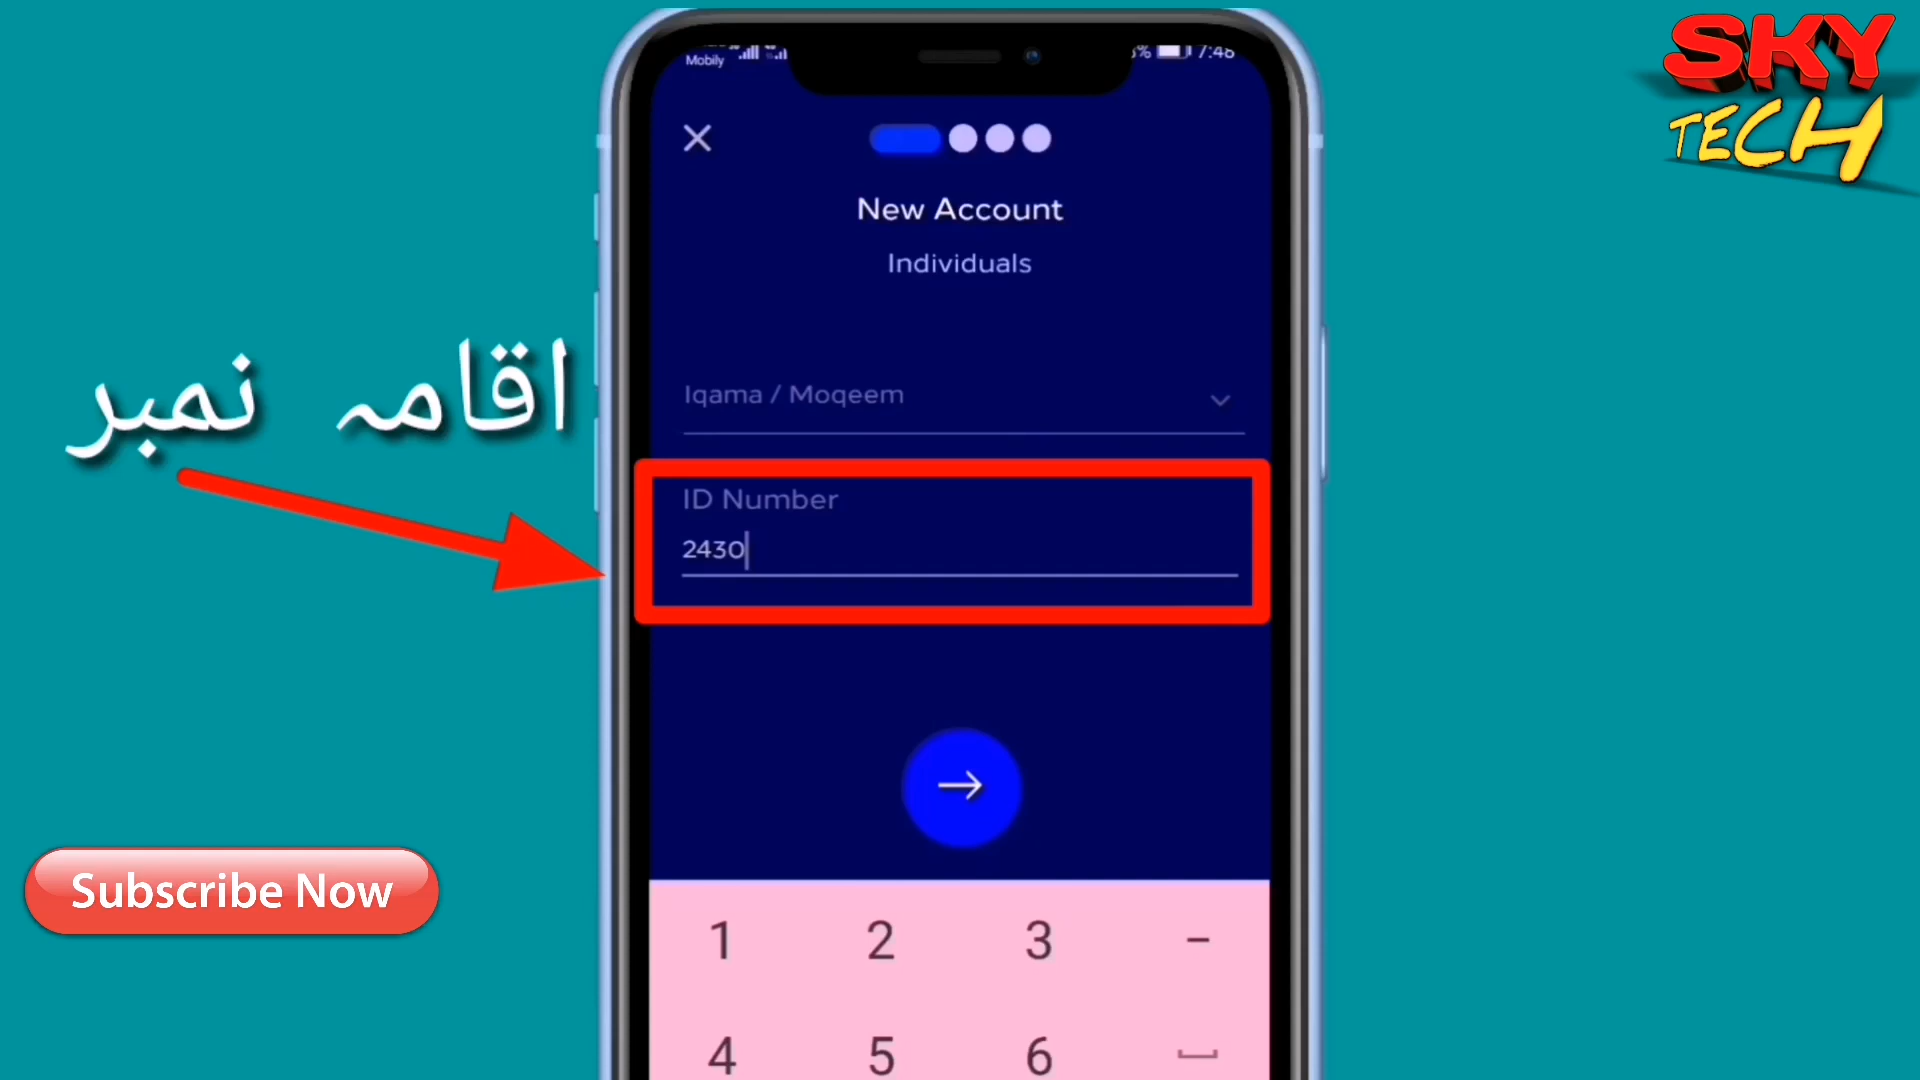 SKY
TECH
Mobily
7:48
New Account
Individuals
Iqama / Moqeem
اقامہ نمبر
ID Number
2430
Subscribe Now
1 2 3 -
4 5 6